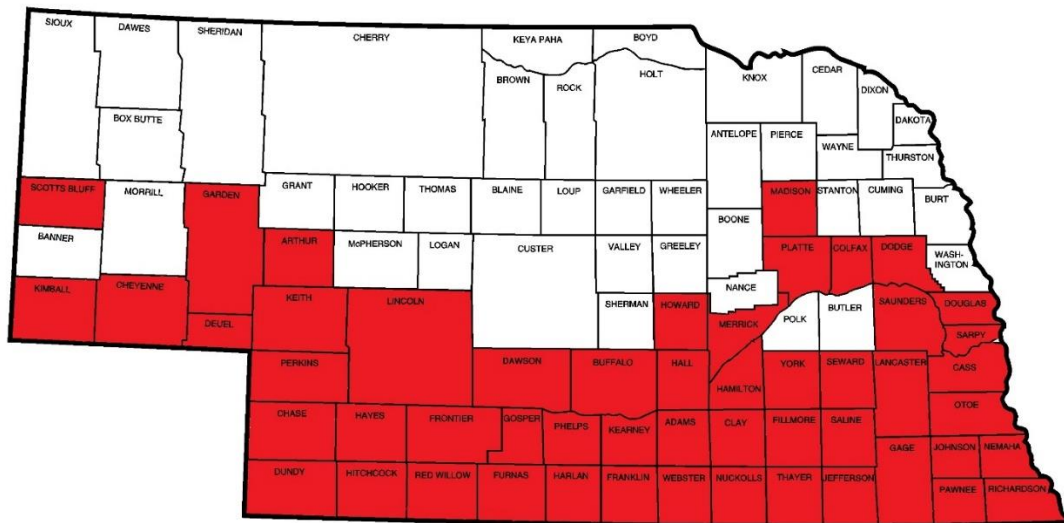 SIOUX
DAWES
SHERIDAN
CHERRY
KEYA PAHA
BOYD
BROWN
ROCK
HOLT
KNOX
CEDAR
DIXON
DAKOTA
BOX BUTTE
ANTELOPE
PIERCE
WAYNE
THURSTON
SCOTTS BLUFF
MORRILL
GARDEN
GRANT
HOOKER
THOMAS
BLAINE
LOUP
GARFIELD
WHEELER
MADISON
STANTON
CUMING
BURT
BOONE
BANNER
ARTHUR
McPHERSON
LOGAN
CUSTER
VALLEY
GREELEY
PLATTE
COLFAX
DODGE
WASH-
INGTON
KIMBALL
CHEYENNE
KEITH
LINCOLN
SHERMAN
HOWARD
NANCE
MERRICK
POLK
BUTLER
SAUNDERS
DOUGLAS
DEUEL
SARPY
PERKINS
DAWSON
BUFFALO
HALL
HAMILTON
YORK
SEWARD
LANCASTER
CASS
OTOE
CHASE
HAYES
FRONTIER
GOSPER
PHELPS
KEARNEY
ADAMS
CLAY
FILLMORE
SALINE
GAGE
JOHNSON
NEMAHA
DUNDY
HITCHCOCK
RED WILLOW
FURNAS
HARLAN
FRANKLIN
WEBSTER
NUCKOLLS
THAYER
JEFFERSON
PAWNEE
RICHARDSON